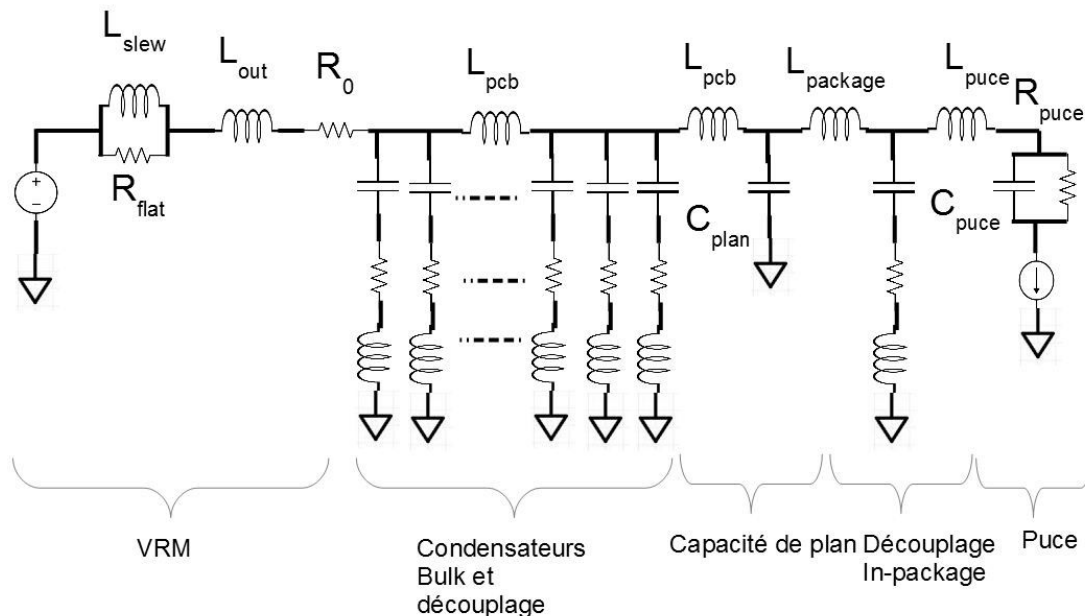 L_slew
L_out
R_0
L_pcb
L_pcb
L_package
L_puce
R_puce
R_flat
C_plan
C_puce
+
−
VRM
Condensateurs
Bulk et
découplage
Capacité de plan
Découplage
In-package
Puce